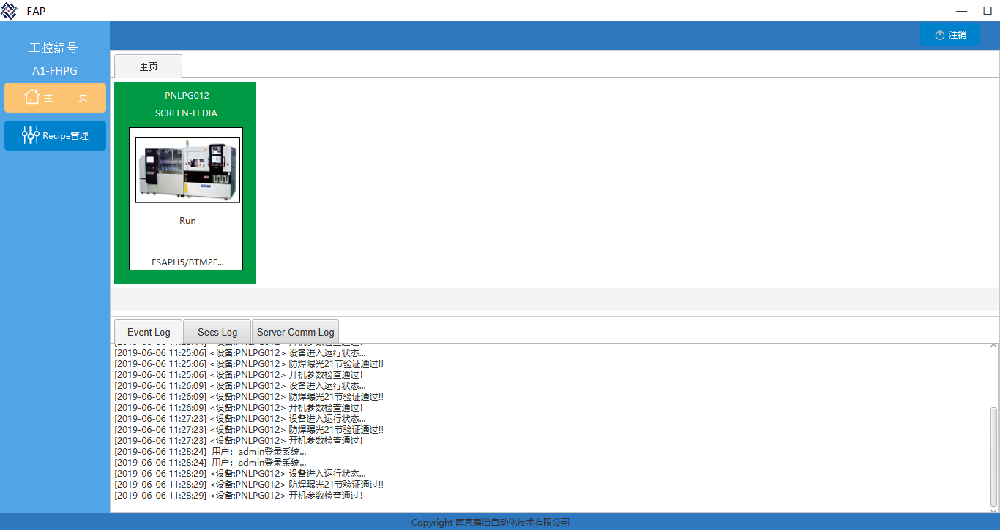 EAP
注销
工控编号
A1-FHPG
主 页
Recipe管理
主页
PNLPG012
SCREEN-LEDIA
Run
--
FSAPH5/BTM2F...
Event Log
Secs Log
Server Comm Log
[2019-06-06 11:25:06] <设备:PNLPG012> 设备进入运行状态...
[2019-06-06 11:25:06] <设备:PNLPG012> 防焊曝光21节验证通过!!
[2019-06-06 11:25:06] <设备:PNLPG012> 开机参数检查通过!
[2019-06-06 11:26:09] <设备:PNLPG012> 设备进入运行状态...
[2019-06-06 11:26:09] <设备:PNLPG012> 防焊曝光21节验证通过!!
[2019-06-06 11:26:09] <设备:PNLPG012> 开机参数检查通过!
[2019-06-06 11:27:23] <设备:PNLPG012> 设备进入运行状态...
[2019-06-06 11:27:23] <设备:PNLPG012> 防焊曝光21节验证通过!!
[2019-06-06 11:27:23] <设备:PNLPG012> 开机参数检查通过!
[2019-06-06 11:28:24] 用户：admin登录系统...
[2019-06-06 11:28:24] 用户：admin登录系统...
[2019-06-06 11:28:29] <设备:PNLPG012> 设备进入运行状态...
[2019-06-06 11:28:29] <设备:PNLPG012> 防焊曝光21节验证通过!!
[2019-06-06 11:28:29] <设备:PNLPG012> 开机参数检查通过!
Copyright 南京泰治自动化技术有限公司